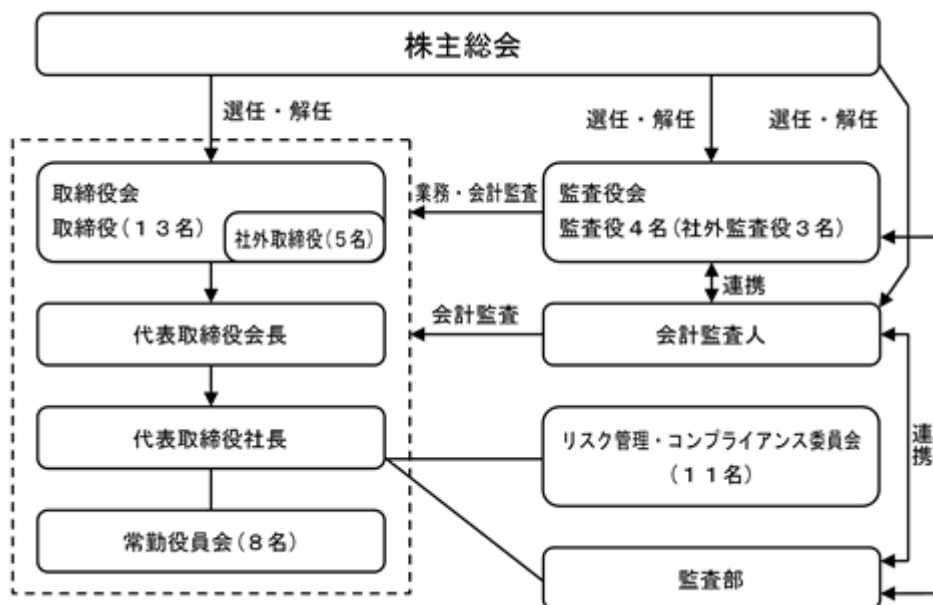 株主総会
選任・解任
選任・解任
選任・解任
取締役会
取締役(13名)
社外取締役(5名)
業務・会計監査
監査役会
監査役4名(社外監査役3名)
連携
代表取締役会長
会計監査
会計監査人
代表取締役社長
リスク管理・コンプライアンス委員会
(11名)
連携
常勤役員会(8名)
監査部